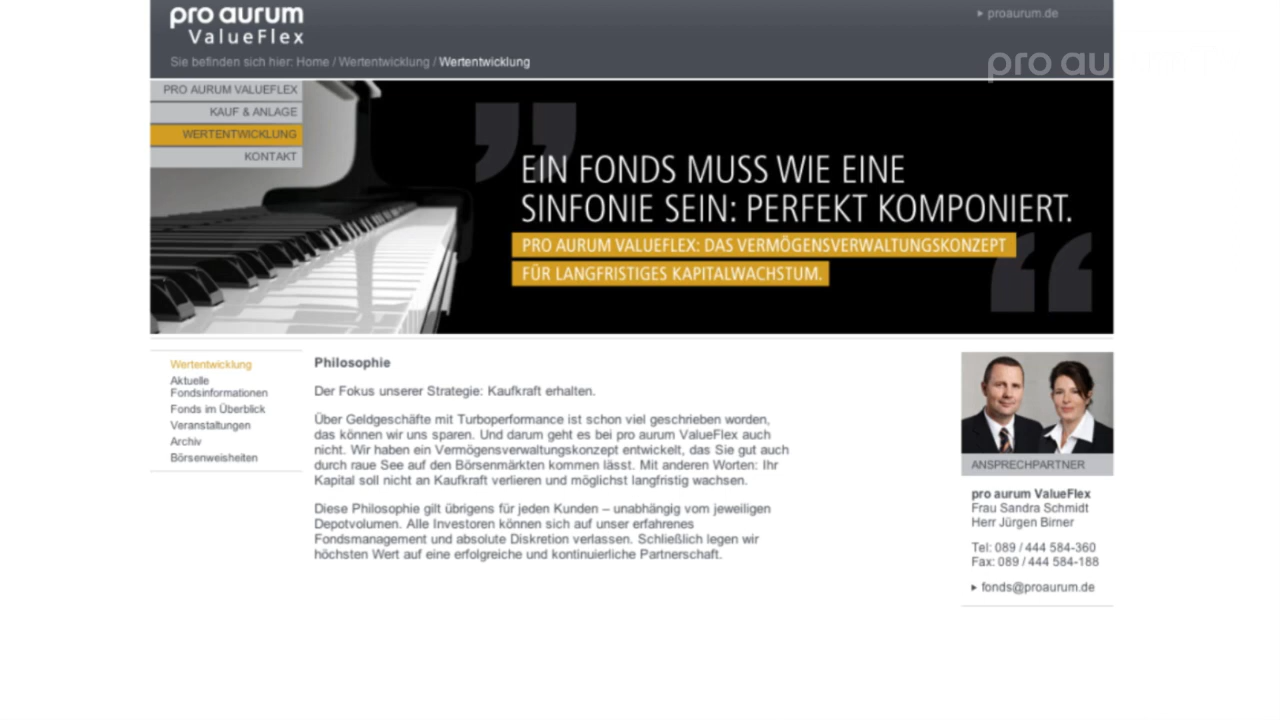 pro aurum
ValueFlex
proaurum.de
Sie befinden sich hier: Home / Wertentwicklung / Wertentwicklung
pro au
PRO AURUM VALUEFLEX
KAUF & ANLAGE
WERTENTWICKLUNG
KONTAKT
EIN FONDS MUSS WIE EINE
SINFONIE SEIN: PERFEKT KOMPONIERT.
PRO AURUM VALUEFLEX: DAS VERMÖGENSVERWALTUNGSKONZEPT
FÜR LANGFRISTIGES KAPITALWACHSTUM.
Wertentwicklung
Aktuelle
Fondsinformationen
Fonds im Überblick
Veranstaltungen
Archiv
Börsenweisheiten
Philosophie
Der Fokus unserer Strategie: Kaufkraft erhalten.
Über Geldgeschäfte mit Turboperformance ist schon viel geschrieben worden,
das können wir uns sparen. Und darum geht es bei pro aurum ValueFlex auch
nicht. Wir haben ein Vermögensverwaltungskonzept entwickelt, das Sie gut auch
durch raue See auf den Börsenmärkten kommen lässt. Mit anderen Worten: Ihr
Kapital soll nicht an Kaufkraft verlieren und möglichst langfristig wachsen.
Diese Philosophie gilt übrigens für jeden Kunden – unabhängig vom jeweiligen
Depotvolumen. Alle Investoren können sich auf unser erfahrenes
Fondsmanagement und absolute Diskretion verlassen. Schließlich legen wir
höchsten Wert auf eine erfolgreiche und kontinuierliche Partnerschaft.
ANSPRECHPARTNER
pro aurum ValueFlex
Frau Sandra Schmidt
Herr Jürgen Birner
Tel: 089 / 444 584-360
Fax: 089 / 444 584-188
fonds@proaurum.de